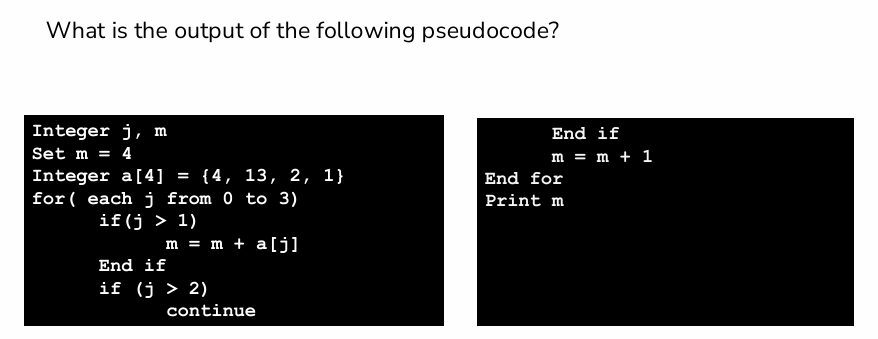 What is the output of the following pseudocode?
Integer j, m
Set m = 4
Integer a[4] = {4, 13, 2, 1}
for( each j from 0 to 3)
if(j > 1)
m = m + a[j]
End if
if (j > 2)
continue
End if
m = m + 1
End for
Print m